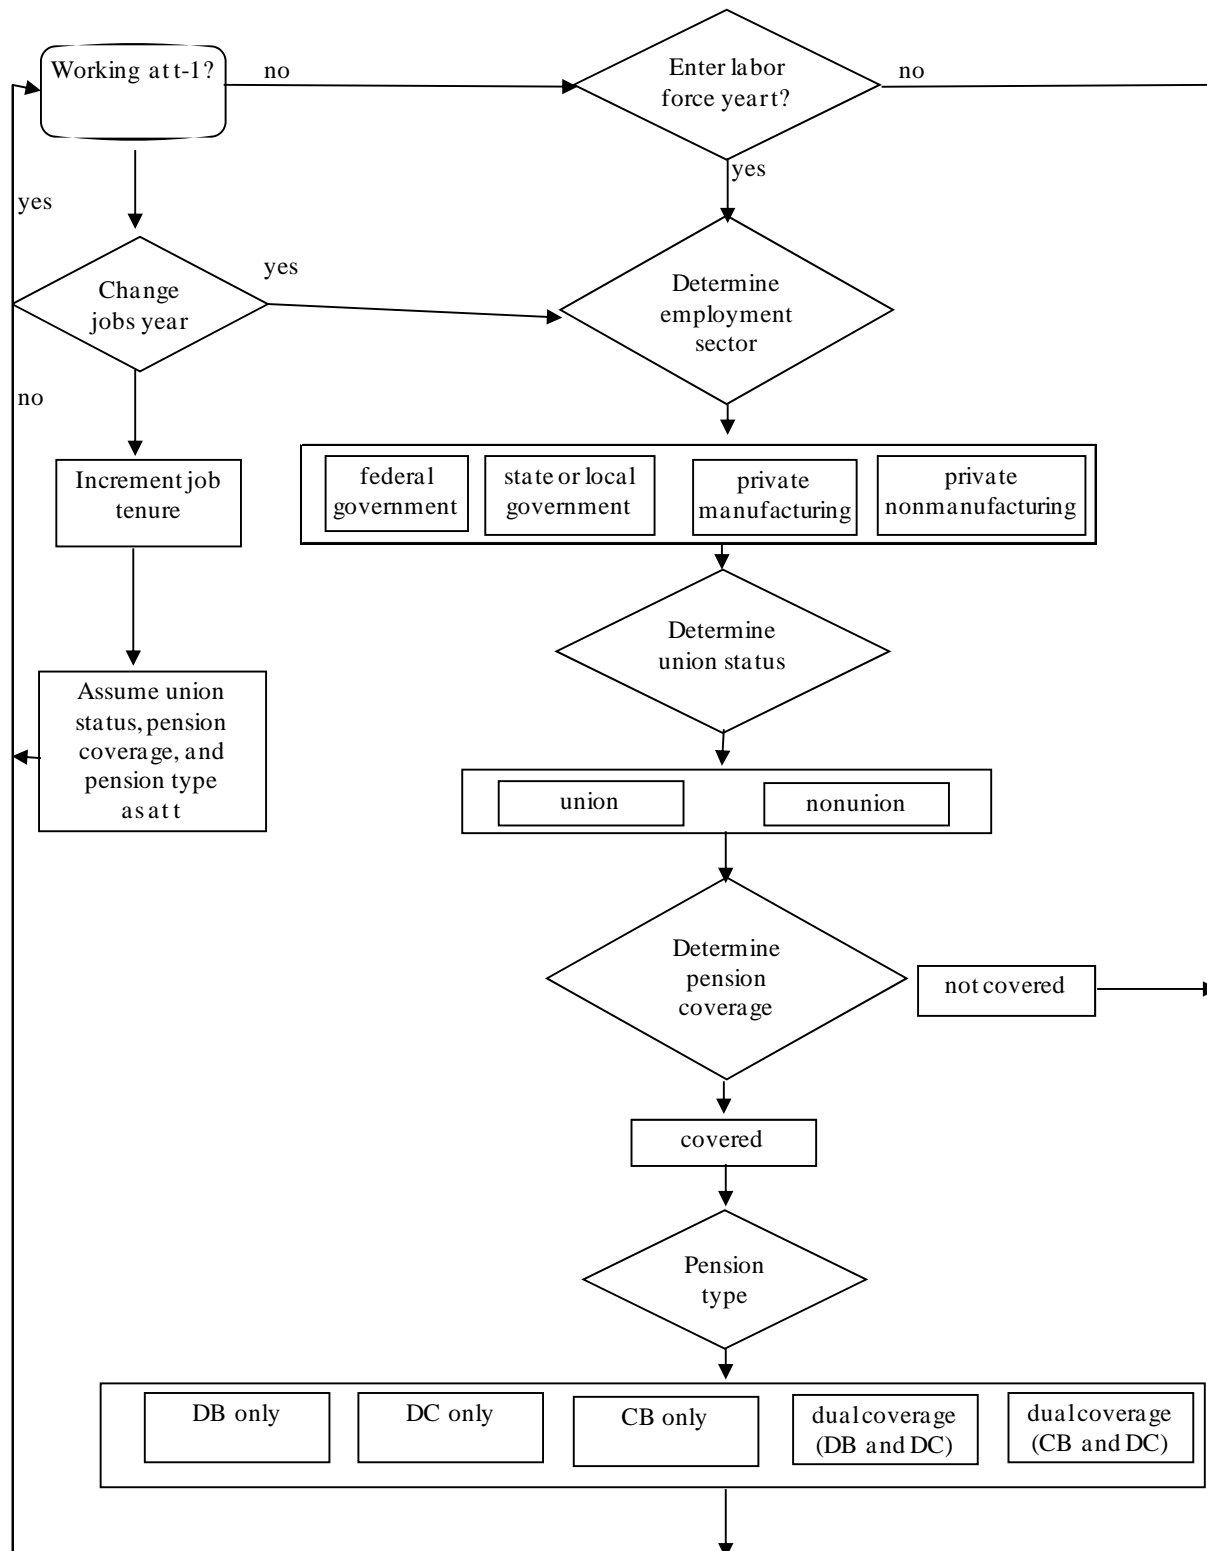 Working at t-1?
no
Enter labor
force year t?
no
yes
yes
Change
jobs year
yes
Determine
employment
sector
no
Increment job
tenure
federal
government
state or local
government
private
manufacturing
private
nonmanufacturing
Determine
union status
Assume union
status, pension
coverage, and
pension type
as at t
union
nonunion
Determine
pension
coverage
not covered
covered
Pension
type
DB only
DC only
CB only
dual coverage
(DB and DC)
dual coverage
(CB and DC)